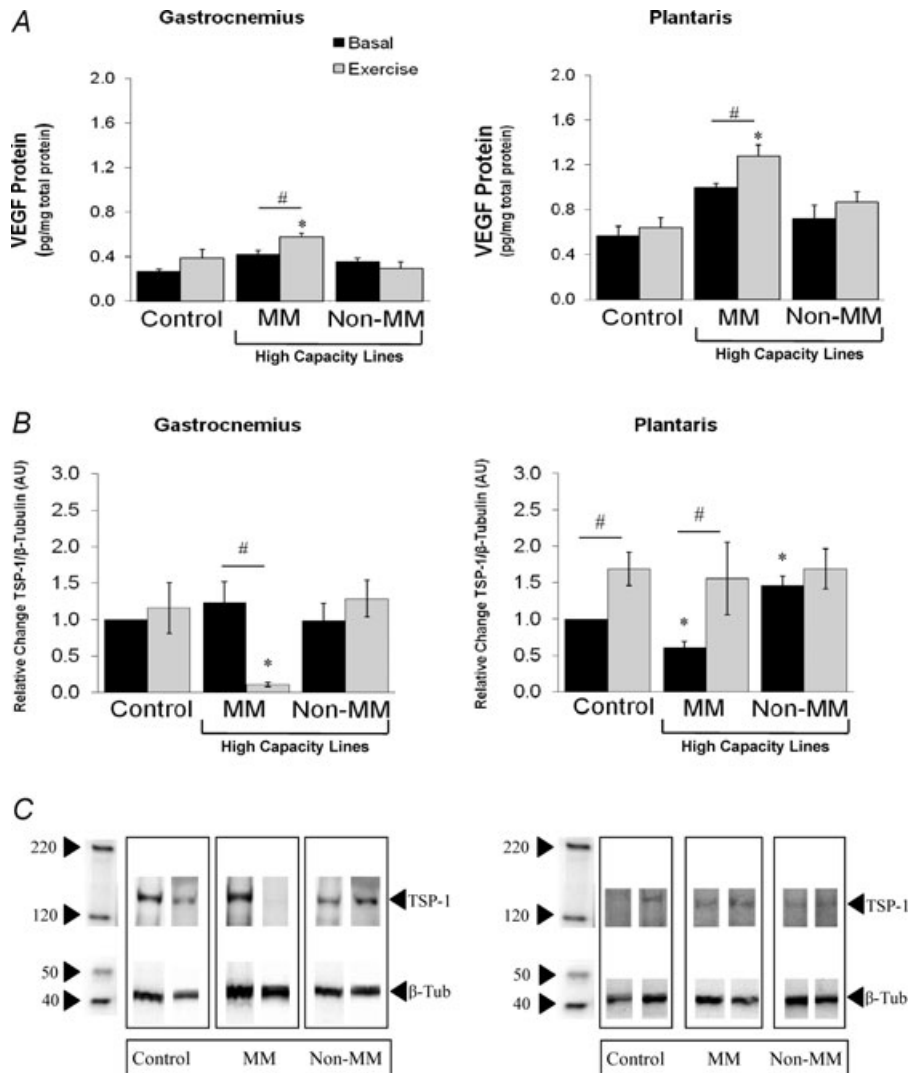 A
Gastrocnemius
Basal
Exercise
VEGF Protein
(pg/mg total protein)
2.0
1.6
1.2
0.8
0.4
0.0
#
*
Control MM Non-MM
High Capacity Lines
Plantaris
VEGF Protein
(pg/mg total protein)
2.0
1.6
1.2
0.8
0.4
0.0
#
*
Control MM Non-MM
High Capacity Lines
B
Gastrocnemius
Relative Change TSP-1/β-Tubulin (AU)
3.0
2.5
2.0
1.5
1.0
0.5
0.0
#
*
Control MM Non-MM
High Capacity Lines
Plantaris
Relative Change TSP-1/β-Tubulin (AU)
3.0
2.5
2.0
1.5
1.0
0.5
0.0
# #
* *
Control MM Non-MM
High Capacity Lines
C
220
120
50
40
TSP-1
β-Tub
Control MM Non-MM
220
120
50
40
TSP-1
β-Tub
Control MM Non-MM